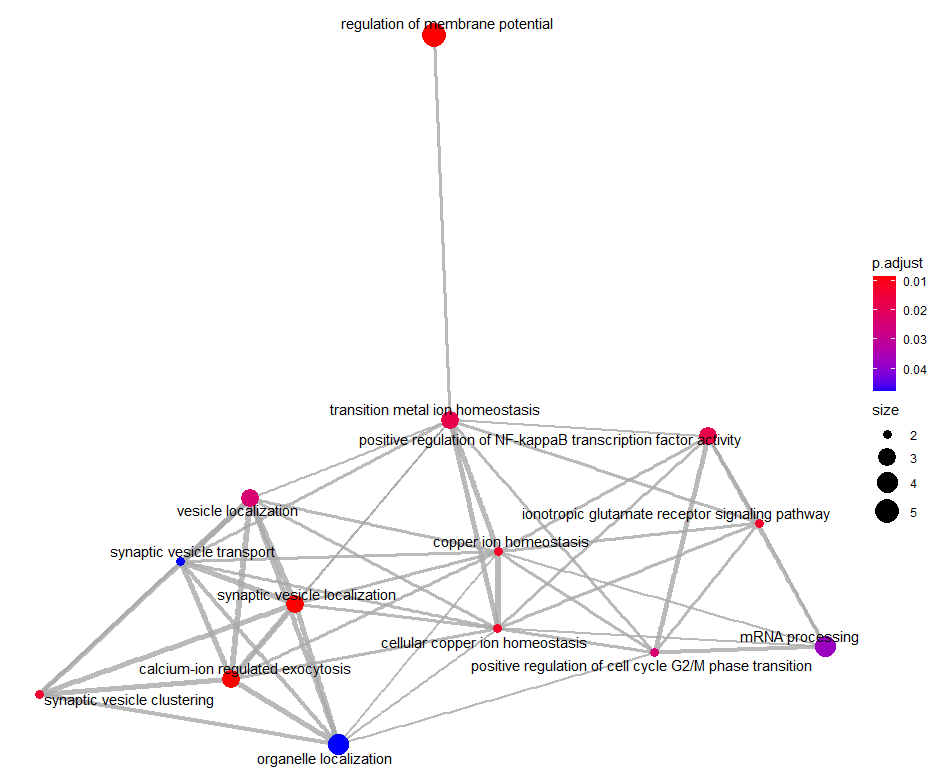 regulation of membrane potential
p.adjust
0.01
0.02
0.03
0.04
size
2
3
4
5
transition metal ion homeostasis
positive regulation of NF-kappaB transcription factor activity
vesicle localization
ionotropic glutamate receptor signaling pathway
copper ion homeostasis
synaptic vesicle transport
synaptic vesicle localization
mRNA processing
cellular copper ion homeostasis
positive regulation of cell cycle G2/M phase transition
calcium-ion regulated exocytosis
synaptic vesicle clustering
organelle localization